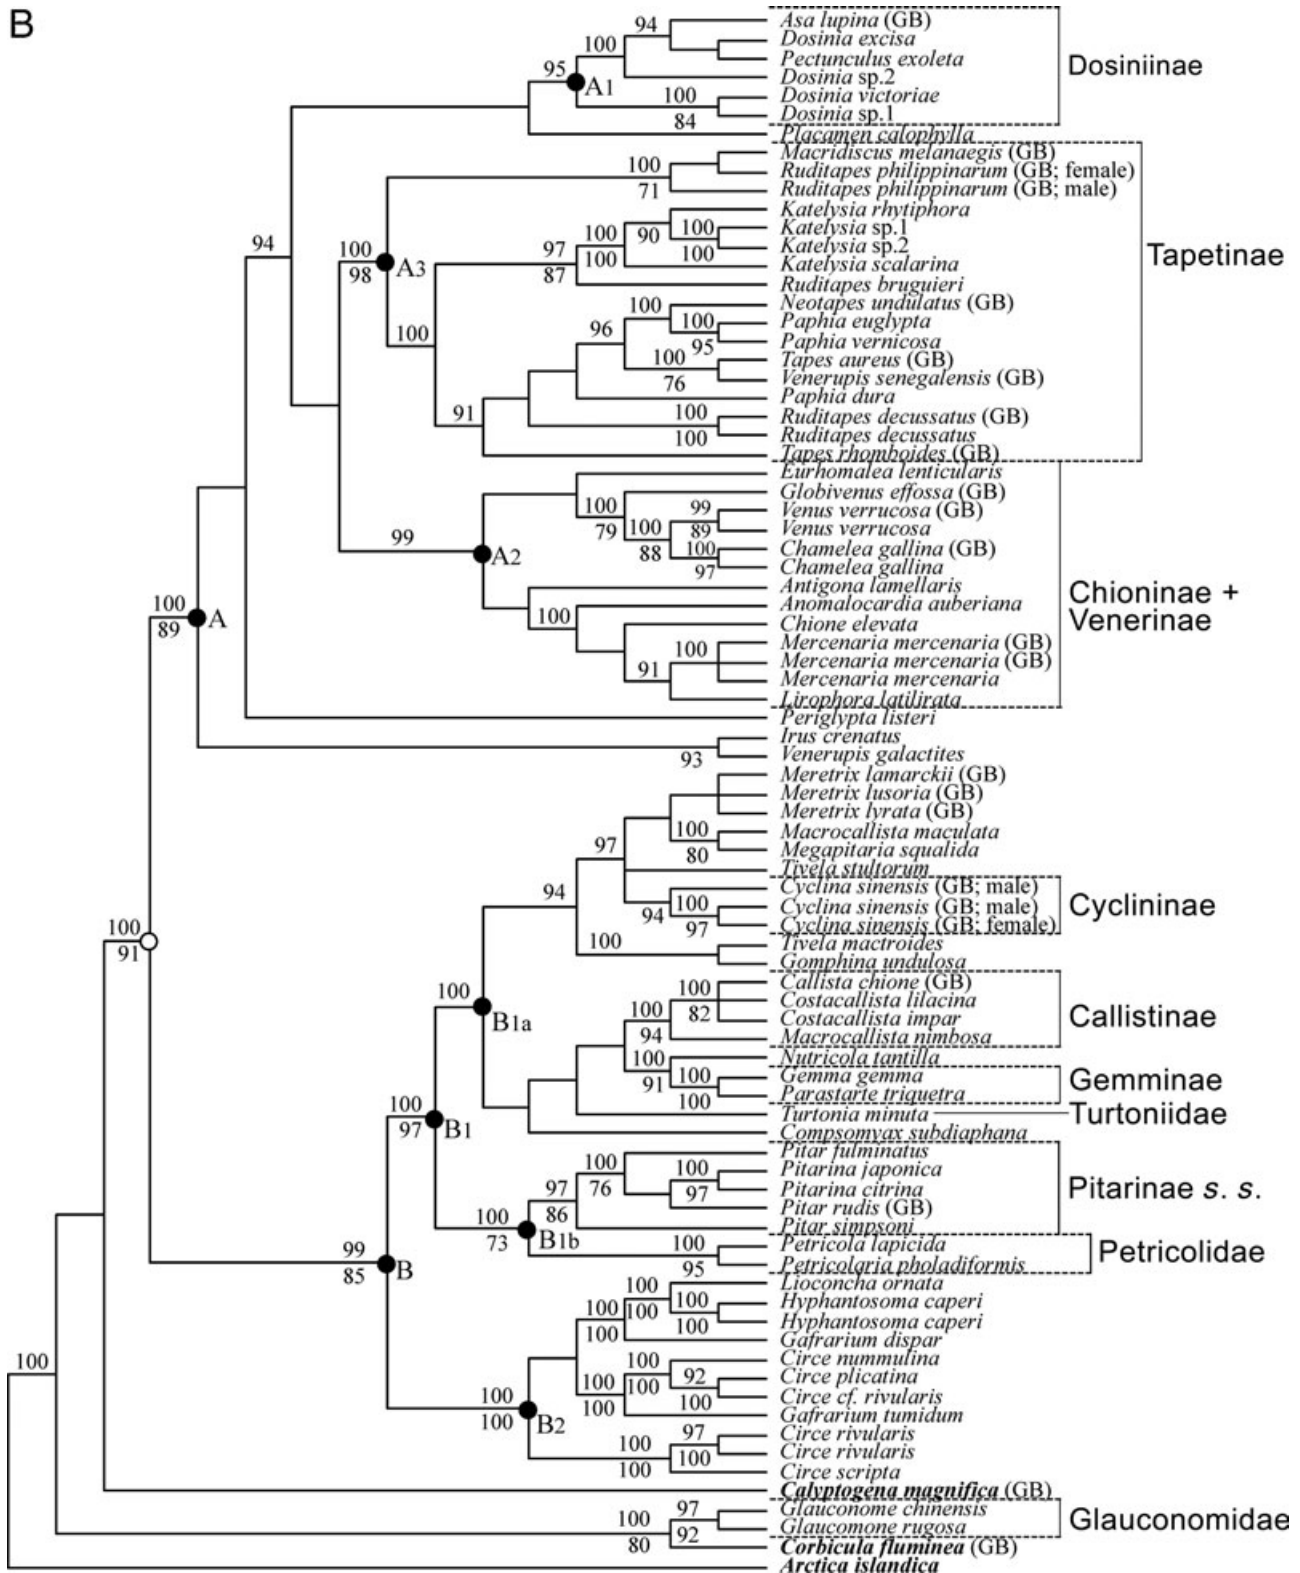 B
94
Asa lupina (GB)
100
Dosinia excisa
Pectunculus exoleta
Dosiniinae
95
A1
Dosinia sp.2
100
Dosinia victoriae
Dosinia sp.1
84
Placamen calophylla
Macridiscus melanaegis (GB)
100
Ruditapes philippinarum (GB; female)
71
Ruditapes philippinarum (GB; male)
Katelysia rhytiphora
100
Katelysia sp.1
100
90
94
100
Katelysia sp.2
Tapetinae
97
100
100
98
A3
87
Katelysia scalarina
Ruditapes bruguieri
100
Neotapes undulatus (GB)
100
Paphia euglypta
100
96
95
Paphia vernicosa
100
Tapes aureus (GB)
76
Venerupis senegalensis (GB)
Paphia dura
91
100
Ruditapes decussatus (GB)
100
Ruditapes decussatus
Tapes rhomboides (GB)
Eurhomalea lenticularis
100
Globivenus effossa (GB)
99
Venus verrucosa (GB)
79
100
89
Venus verrucosa
99
A2
88
100
Chamelea gallina (GB)
97
Chamelea gallina
Antigona lamellaris
Chioninae +
Venerinae
100
Anomalocardia auberiana
100
89
A
Chione elevata
100
Mercenaria mercenaria (GB)
Mercenaria mercenaria (GB)
91
Mercenaria mercenaria
Lirophora latilirata
Periglypta listeri
Irus crenatus
93
Venerupis galactites
Meretrix lamarckii (GB)
Meretrix lusoria (GB)
Meretrix lyrata (GB)
100
Macrocallista maculata
97
80
Megapitaria squalida
Tivela stultorum
94
Cyclina sinensis (GB; male)
100
Cyclina sinensis (GB; male)
Cyclininae
94
97
Cyclina sinensis (GB; female)
100
91
100
Tivela mactroides
Gomphina undulosa
100
100
Callista chione (GB)
B1a
100
82
Costacallista lilacina
Costacallista impar
Callistinae
94
Macrocallista nimbosa
100
Nutricola tantilla
91
100
Gemma gemma
Gemminae
100
97
B1
100
Parastarte triquetra
Turtonia minuta
Turtoniidae
Compsomyax subdiaphana
100
Pitar fulminatus
100
Pitarina japonica
97
76
97
Pitarina citrina
Pitarinae s. s.
100
86
Pitar rudis (GB)
73
B1b
Pitar simpsoni
100
Petricola lapicida
Petricolidae
99
85
B
95
Petricolaria pholadiformis
100
Lioconcha ornata
100
100
100
Hyphantosoma caperi
100
100
Hyphantosoma caperi
Gafrarium dispar
100
100
Circe nummulina
100
100
92
Circe plicatina
100
100
Circe cf. rivularis
100
100
B2
Gafrarium tumidum
97
Circe rivularis
100
100
Circe rivularis
100
Circe scripta
Calyptogena magnifica (GB)
100
97
Glauconome chinensis
80
92
Glaucomone rugosa
Glauconomidae
Corbicula fluminea (GB)
Arctica islandica